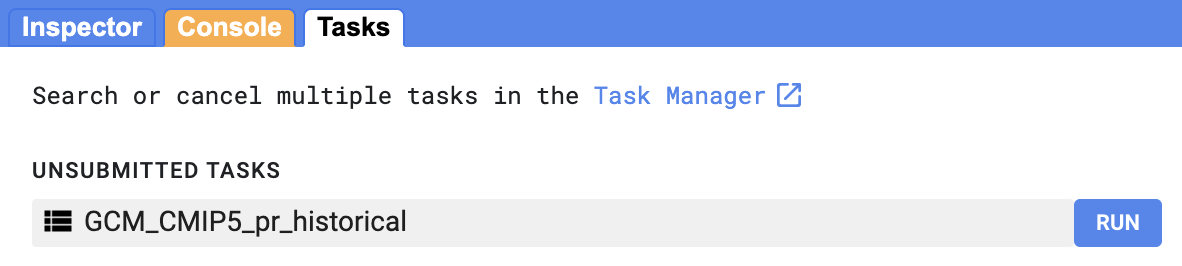 Inspector Console Tasks
Search or cancel multiple tasks in the Task Manager
UNSUBMITTED TASKS
GCM_CMIP5_pr_historical RUN